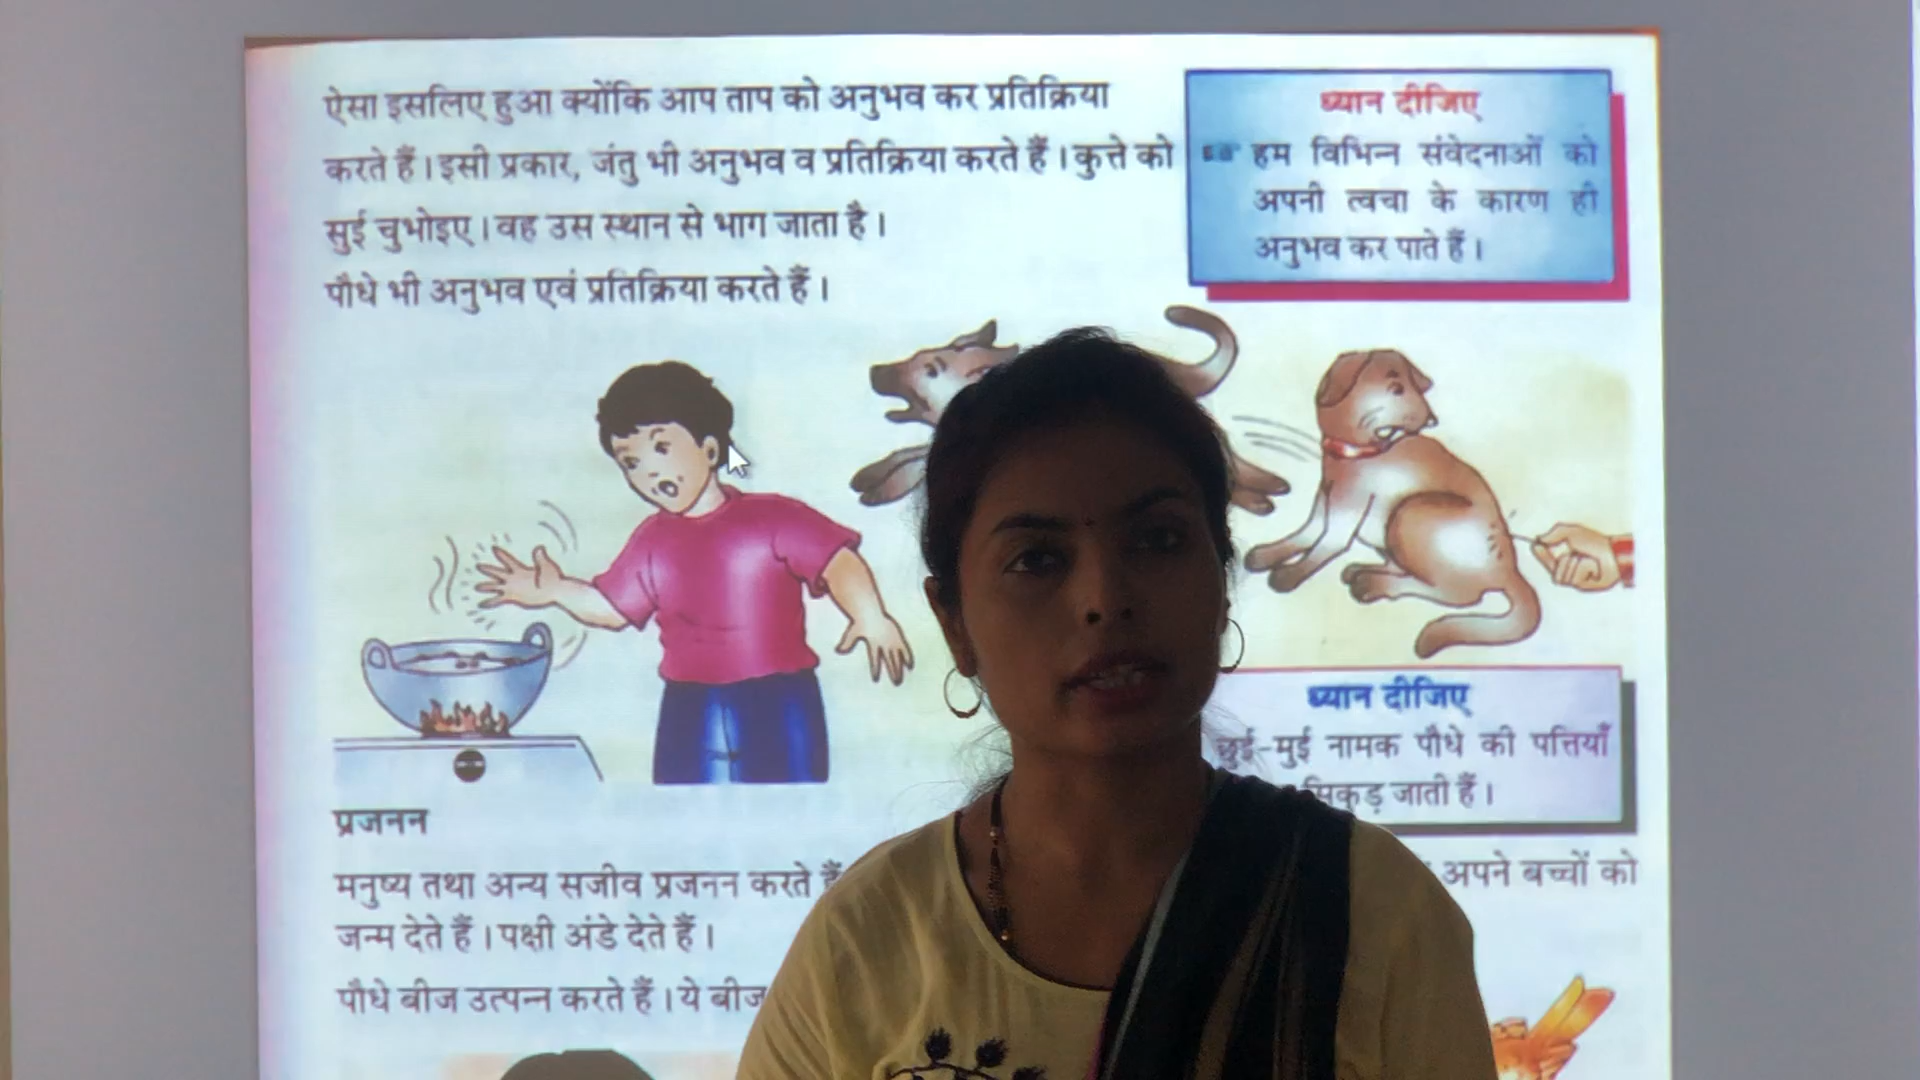 ऐसा इसलिए हुआ क्योंकि आप ताप को अनुभव कर प्रतिक्रिया
करते हैं । इसी प्रकार, जंतु भी अनुभव व प्रतिक्रिया करते हैं । कुत्ते को
सुई चुभोइए । वह उस स्थान से भाग जाता है ।
पौधे भी अनुभव एवं प्रतिक्रिया करते हैं ।
ध्यान दीजिए
हम विभिन्न संवेदनाओं को
अपनी त्वचा के कारण ही
अनुभव कर पाते हैं ।
ध्यान दीजिए
छुई-मुई नामक पौधे की पत्तियाँ
सिकुड़ जाती हैं ।
प्रजनन
मनुष्य तथा अन्य सजीव प्रजनन करते हैं अपने बच्चों को
जन्म देते हैं । पक्षी अंडे देते हैं ।
पौधे बीज उत्पन्न करते हैं । ये बीज